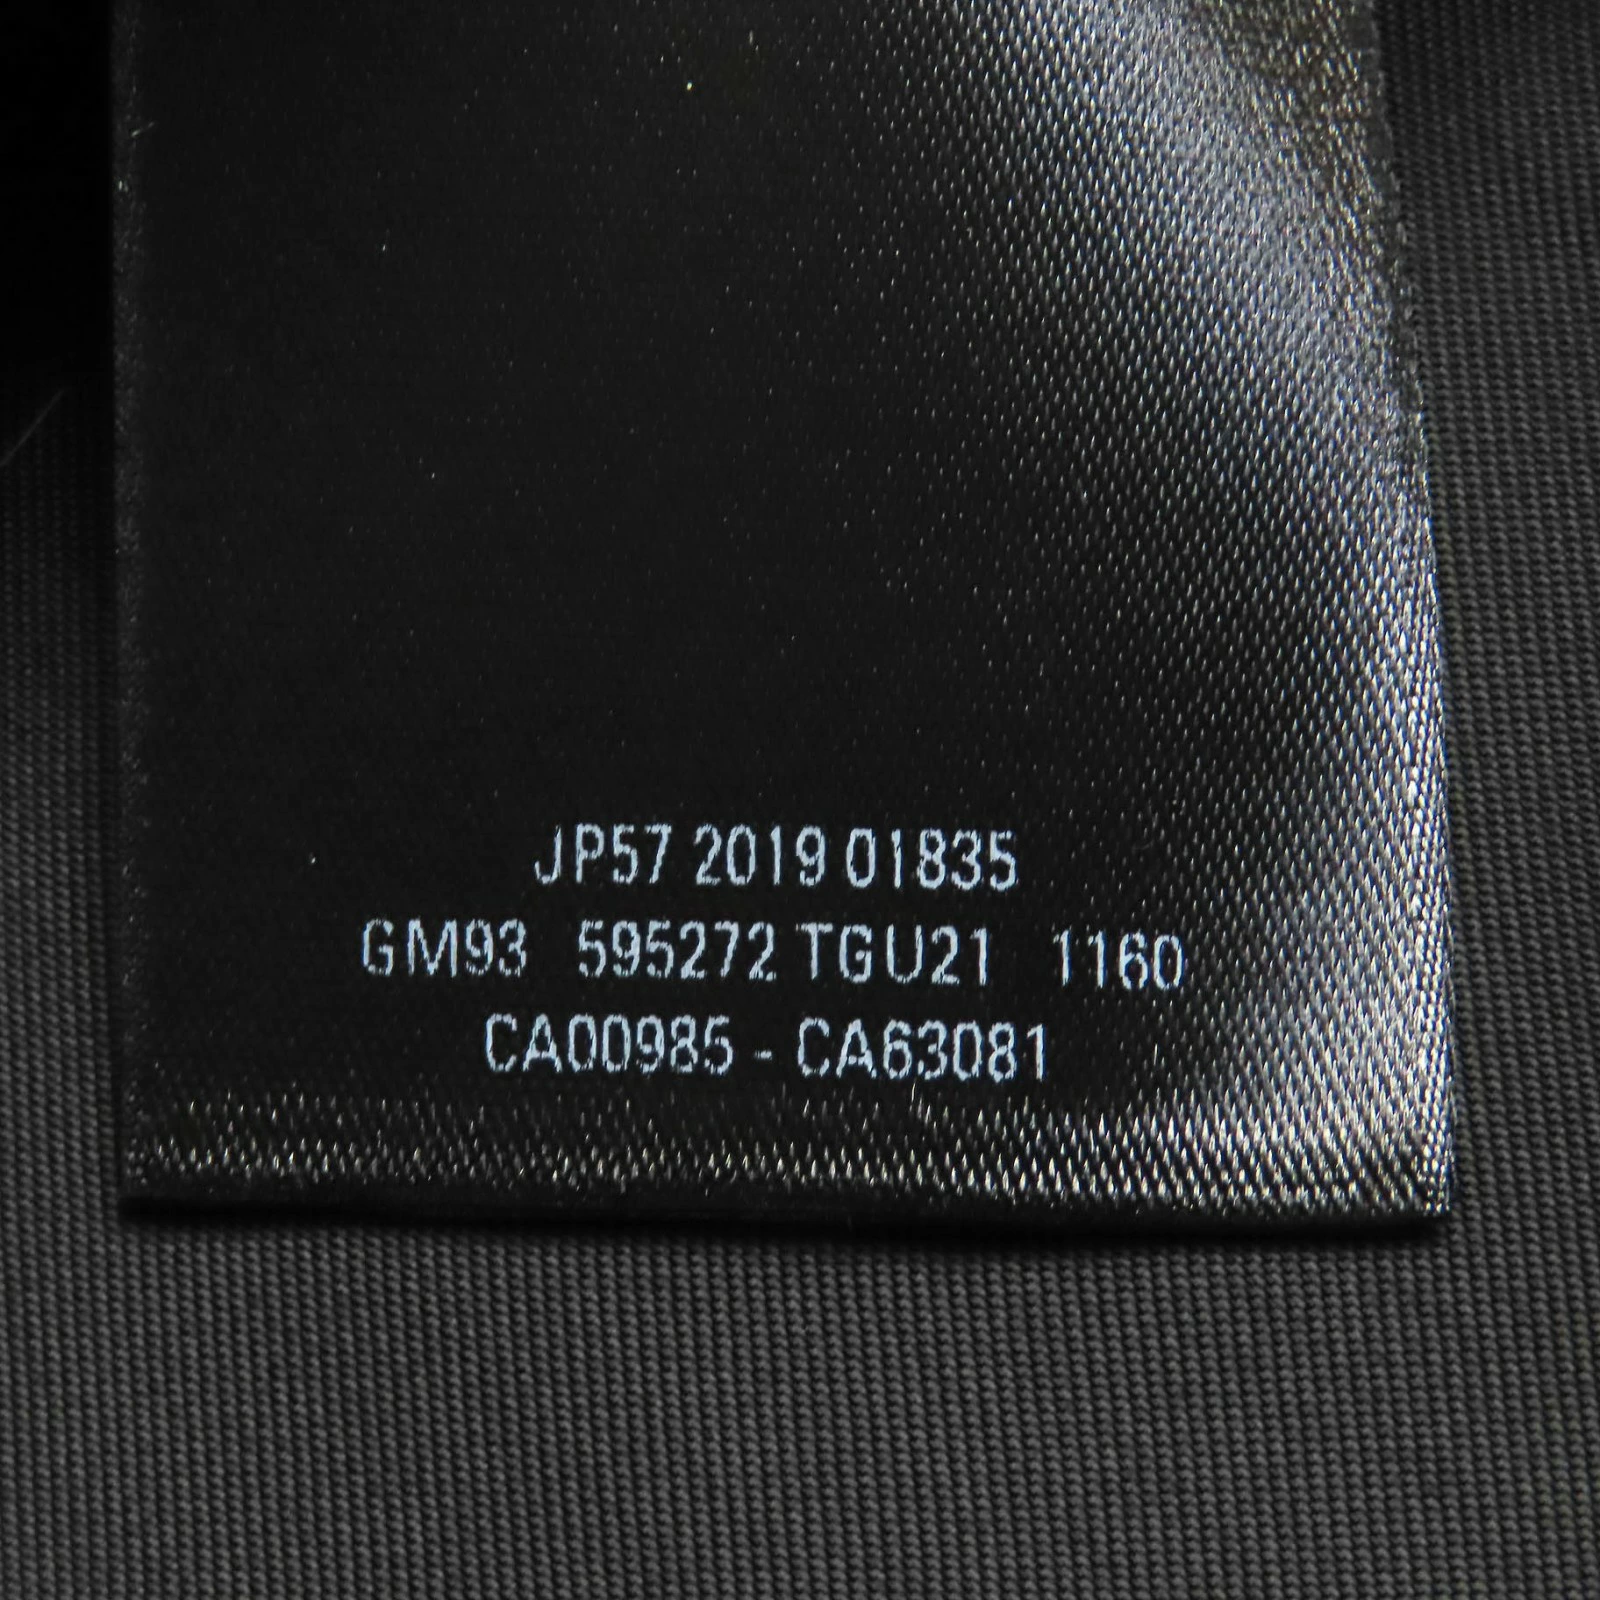 JP57 2019 01835
GM93 595272 TGU21 1160
CA00985 - CA63081